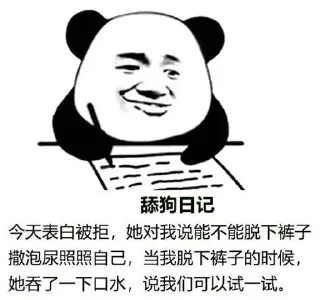 舔狗日记
今天表白被拒，她对我说能不能脱下裤子
撒泡尿照照自己，当我脱下裤子的时候，
她吞了一下口水，说我们可以试一试。